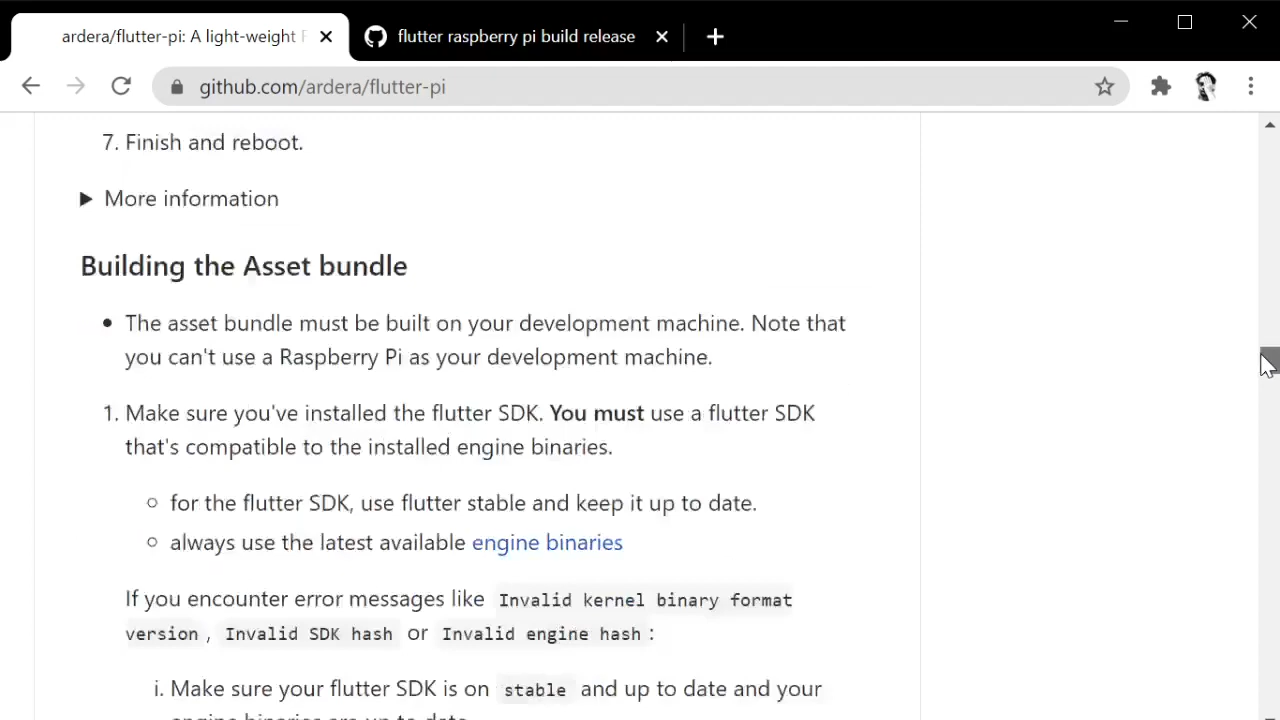 ardera/flutter-pi: A light-weight F
flutter raspberry pi build release
github.com/ardera/flutter-pi
7. Finish and reboot.
More information
Building the Asset bundle
The asset bundle must be built on your development machine. Note that
you can't use a Raspberry Pi as your development machine.
1. Make sure you've installed the flutter SDK. You must use a flutter SDK
that's compatible to the installed engine binaries.
for the flutter SDK, use flutter stable and keep it up to date.
always use the latest available engine binaries
If you encounter error messages like Invalid kernel binary format
version, Invalid SDK hash or Invalid engine hash:
i. Make sure your flutter SDK is on stable and up to date and your
engine binaries are up to date.